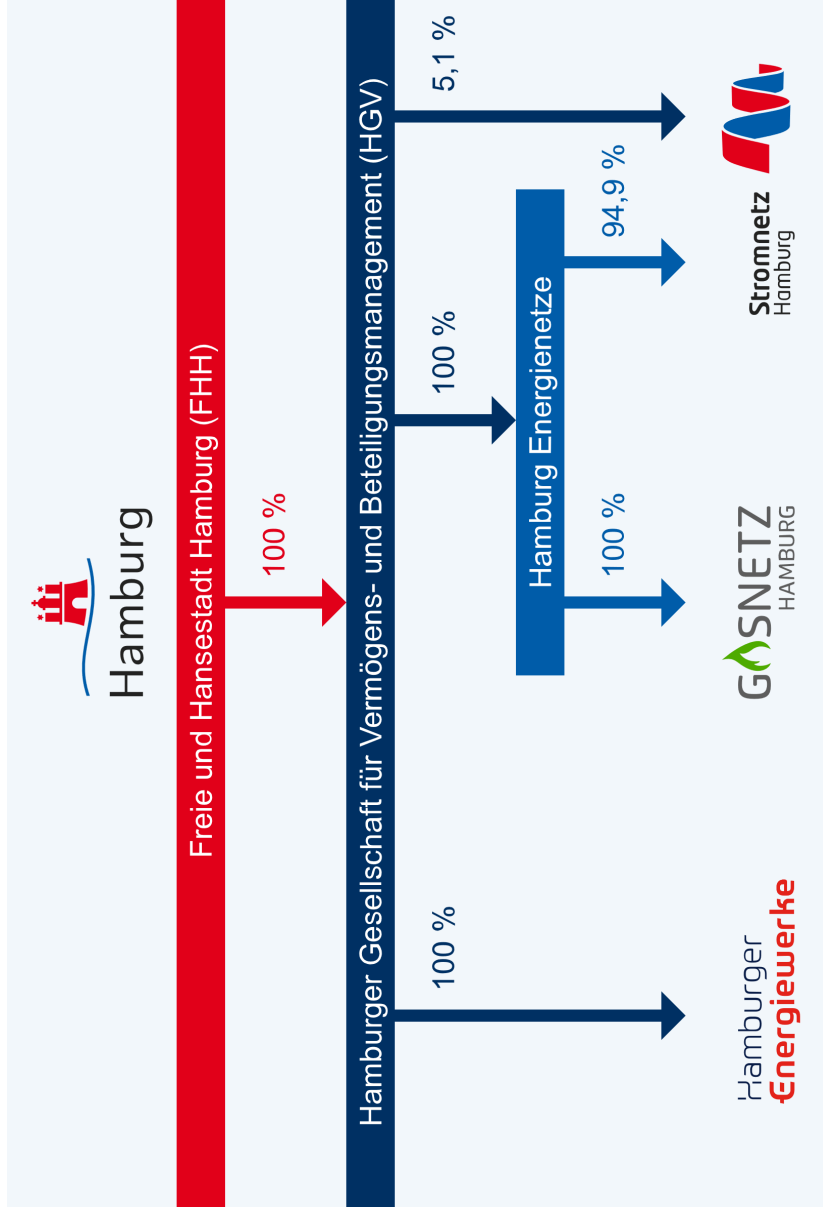 Hamburg
Freie und Hansestadt Hamburg (FHH)
100 %
Hamburger Gesellschaft für Vermögens- und Beteiligungsmanagement (HGV)
100 %
100 %
5,1 %
Hamburg Energienetze
100 %
94,9 %
Hamburger
Energiewerke
GASNETZ
HAMBURG
Stromnetz
Hamburg